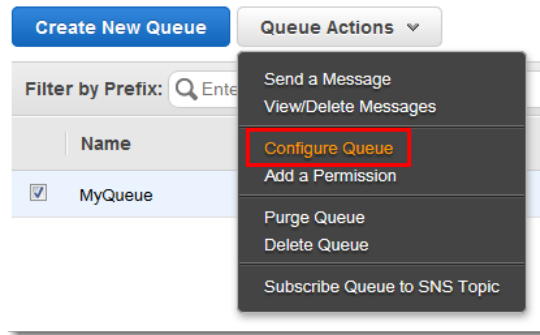 Create New Queue
Queue Actions
Filter by Prefix: Ente
Send a Message
View/Delete Messages
Name
Configure Queue
Add a Permission
MyQueue
Purge Queue
Delete Queue
Subscribe Queue to SNS Topic